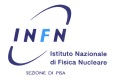 INFN
Istituto Nazionale
di Fisica Nucleare
SEZIONE DI PISA